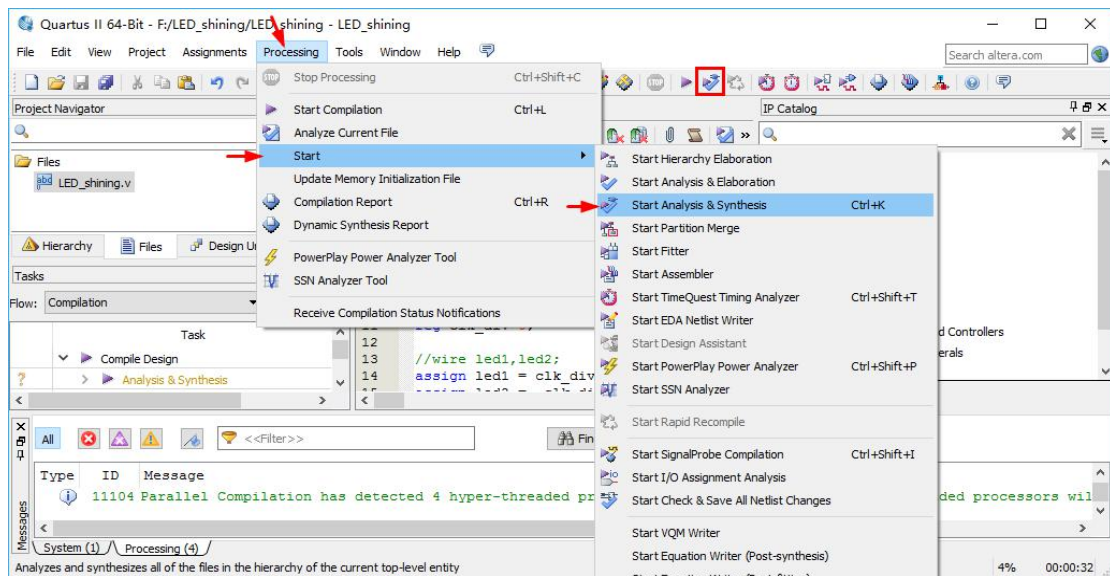 Quartus II 64-Bit - F:/LED_shining/LED_shining - LED_shining
File Edit View Project Assignments Processing Tools Window Help
Search altera.com
Project Navigator
Files
LED_shining.v
Hierarchy Files Design Un
Tasks
Flow: Compilation
Task
Compile Design
Analysis & Synthesis
STOP Stop Processing Ctrl+Shift+C
Start Compilation Ctrl+L
Analyze Current File
Start
Update Memory Initialization File
Compilation Report Ctrl+R
Dynamic Synthesis Report
PowerPlay Power Analyzer Tool
SSN Analyzer Tool
Receive Compilation Status Notifications
IP Catalog
Start Hierarchy Elaboration
Start Analysis & Elaboration
Start Analysis & Synthesis Ctrl+K
Start Partition Merge
Start Fitter
Start Assembler
Start TimeQuest Timing Analyzer Ctrl+Shift+T
Start EDA Netlist Writer
Start Design Assistant
Start PowerPlay Power Analyzer Ctrl+Shift+P
Start SSN Analyzer
Start Rapid Recompile
Start SignalProbe Compilation Ctrl+Shift+I
Start I/O Assignment Analysis
Start Check & Save All Netlist Changes
Start VQM Writer
Start Equation Writer (Post-synthesis)
d Controllers
erals
12
13 //wire led1,led2;
14 assign led1 = clk_div
All <<Filter>> Fin
Type ID Message
11104 Parallel Compilation has detected 4 hyper-threaded pr
ded processors wil
Messages
System (1) Processing (4)
Analyzes and synthesizes all of the files in the hierarchy of the current top-level entity
4% 00:00:32